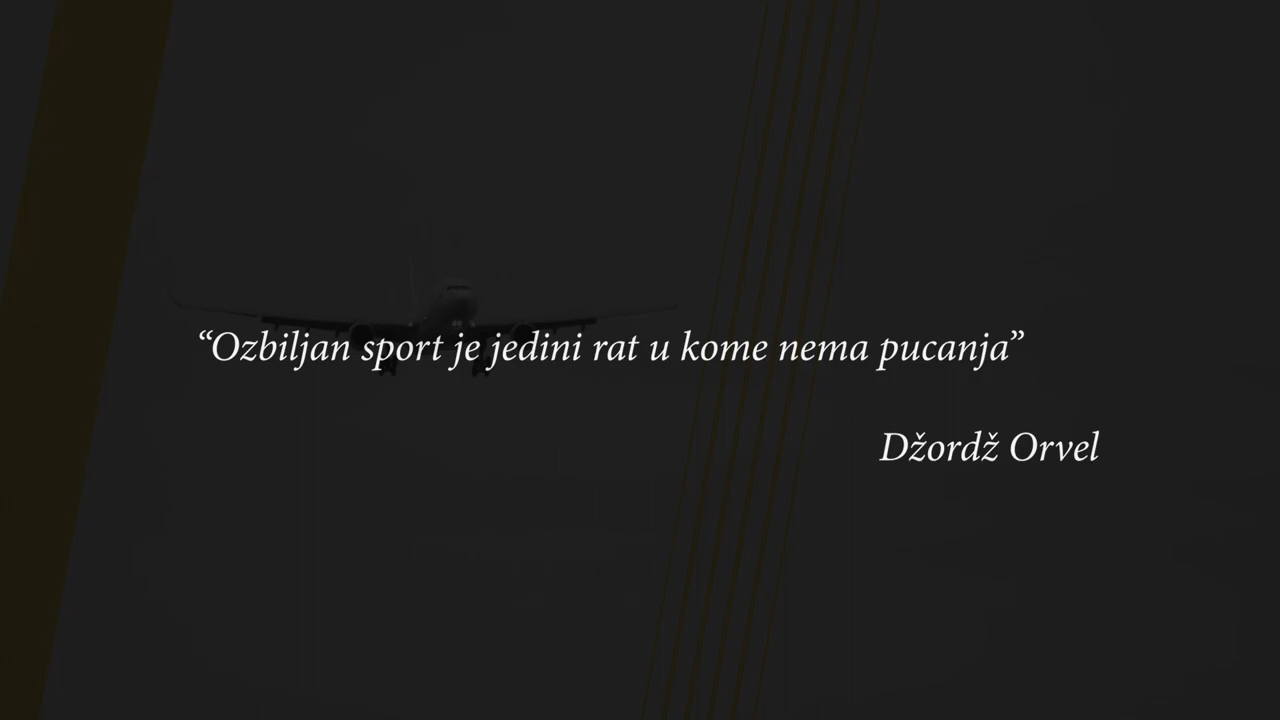 “Ozbiljan sport je jedini rat u kome nema pucanja”
Džordž Orvel